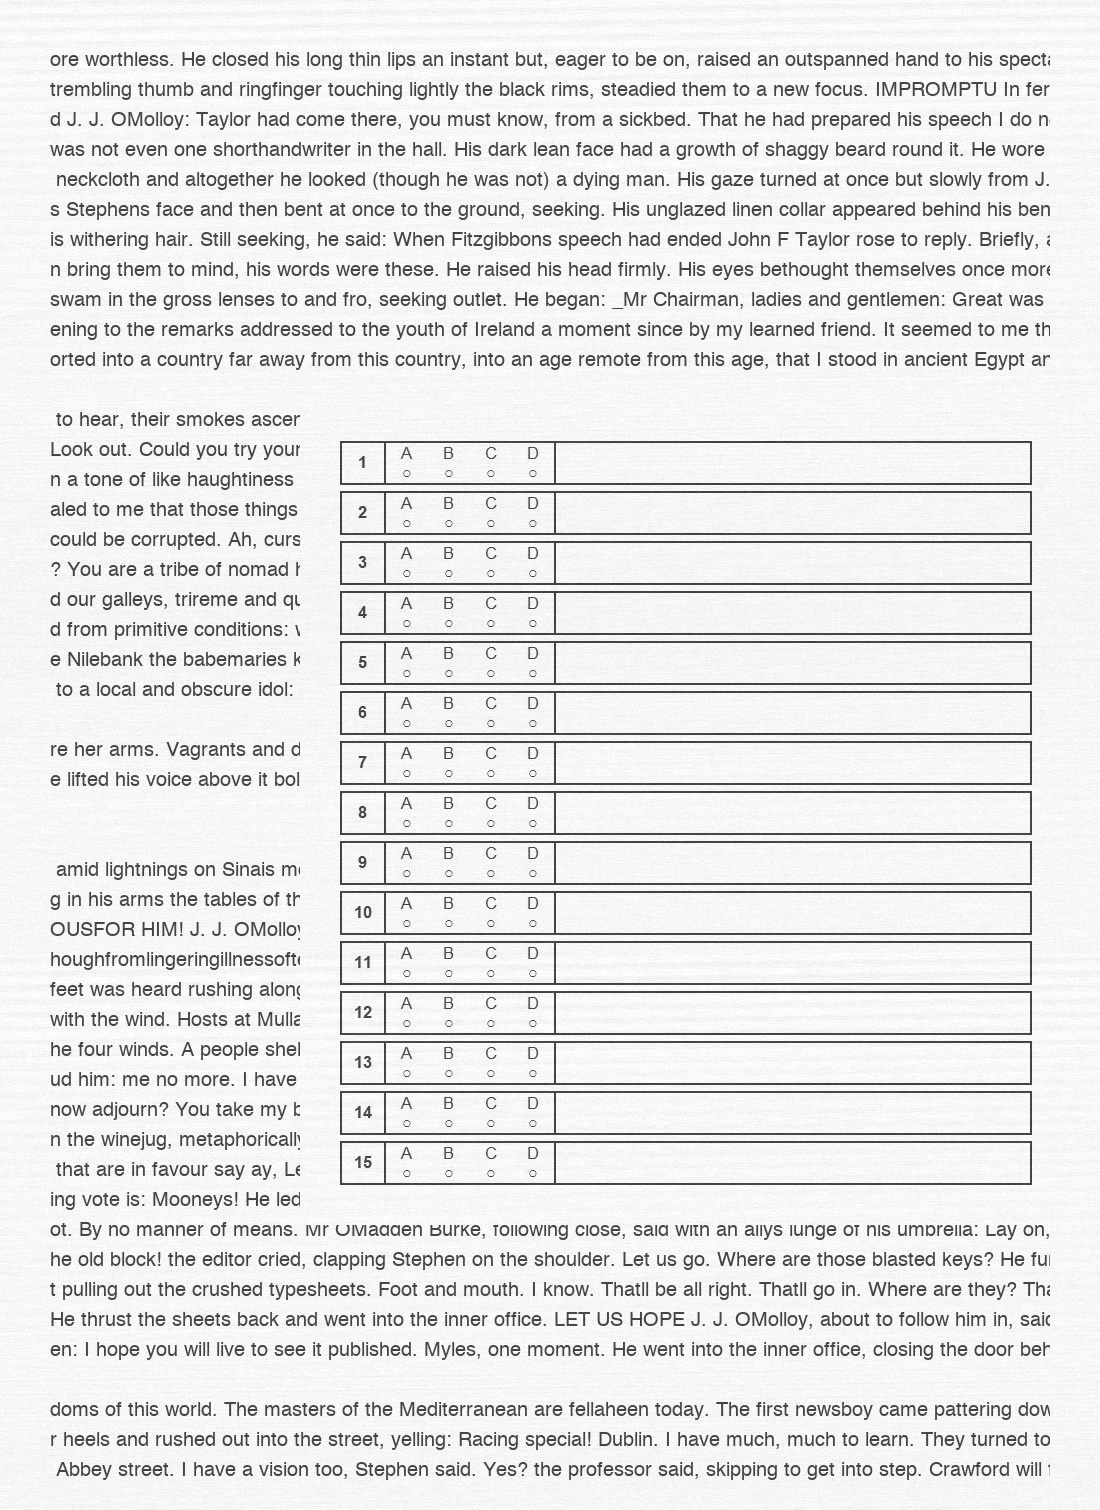 ore worthless. He closed his long thin lips an instant but, eager to be on, raised an outspanned hand to his
trembling thumb and ringfinger touching lightly the black rims, steadied them to a new focus. IMPROMPTU In
d J. J. OMolloy: Taylor had come there, you must know, from a sickbed. That he had prepared his speech I do
was not even one shorthandwriter in the hall. His dark lean face had a growth of shaggy beard round it. He wore
neckcloth and altogether he looked (though he was not) a dying man. His gaze turned at once but slowly from J.
s Stephens face and then bent at once to the ground, seeking. His unglazed linen collar appeared behind his ben
is withering hair. Still seeking, he said: When Fitzgibbons speech had ended John F Taylor rose to reply. Briefly,
n bring them to mind, his words were these. He raised his head firmly. His eyes bethought themselves once more
swam in the gross lenses to and fro, seeking outlet. He began: _Mr Chairman, ladies and gentlemen: Great was
ening to the remarks addressed to the youth of Ireland a moment since by my learned friend. It seemed to me th
orted into a country far away from this country, into an age remote from this age, that I stood in ancient Egypt
to hear, their smokes
Look out. Could you try your
n a tone of like haughtiness
aled to me that those things
could be corrupted. Ah, curs
? You are a tribe of nomad
d our galleys, trireme and
d from primitive conditions:
e Nilebank the babemaries
to a local and obscure idol:
re her arms. Vagrants and
e lifted his voice above it
amid lightnings on Sinais
g in his arms the tables of
OUSFOR HIM! J. J. OMolloy
houghfromlingeringillnessofte
feet was heard rushing along
with the wind. Hosts at Mulla
he four winds. A people shel
ud him: me no more. I have
now adjourn? You take my
n the winejug, metaphorically
that are in favour say ay,
ing vote is: Mooneys! He led
1 A B C D
2 A B C D
3 A B C D
4 A B C D
5 A B C D
6 A B C D
7 A B C D
8 A B C D
9 A B C D
10 A B C D
11 A B C D
12 A B C D
13 A B C D
14 A B C D
15 A B C D
ot. By no manner of means. Mr OMadden Burke, following close, said with an allys lunge of his umbrella: Lay on,
he old block! the editor cried, clapping Stephen on the shoulder. Let us go. Where are those blasted keys? He
t pulling out the crushed typesheets. Foot and mouth. I know. Thatll be all right. Thatll go in. Where are they?
He thrust the sheets back and went into the inner office. LET US HOPE J. J. OMolloy, about to follow him in,
en: I hope you will live to see it published. Myles, one moment. He went into the inner office, closing the door
doms of this world. The masters of the Mediterranean are fellaheen today. The first newsboy came pattering
r heels and rushed out into the street, yelling: Racing special! Dublin. I have much, much to learn. They turned to
Abbey street. I have a vision too, Stephen said. Yes? the professor said, skipping to get into step. Crawford will